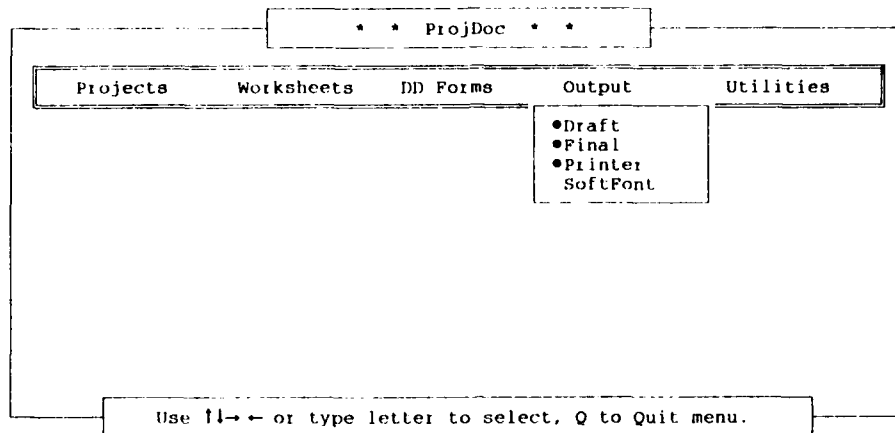 * * ProjDoc * *
Projects Worksheets DD Forms Output Utilities
●Draft
●Final
●Printer
SoftFont
Use ↑↓→ ← or type letter to select, Q to Quit menu.